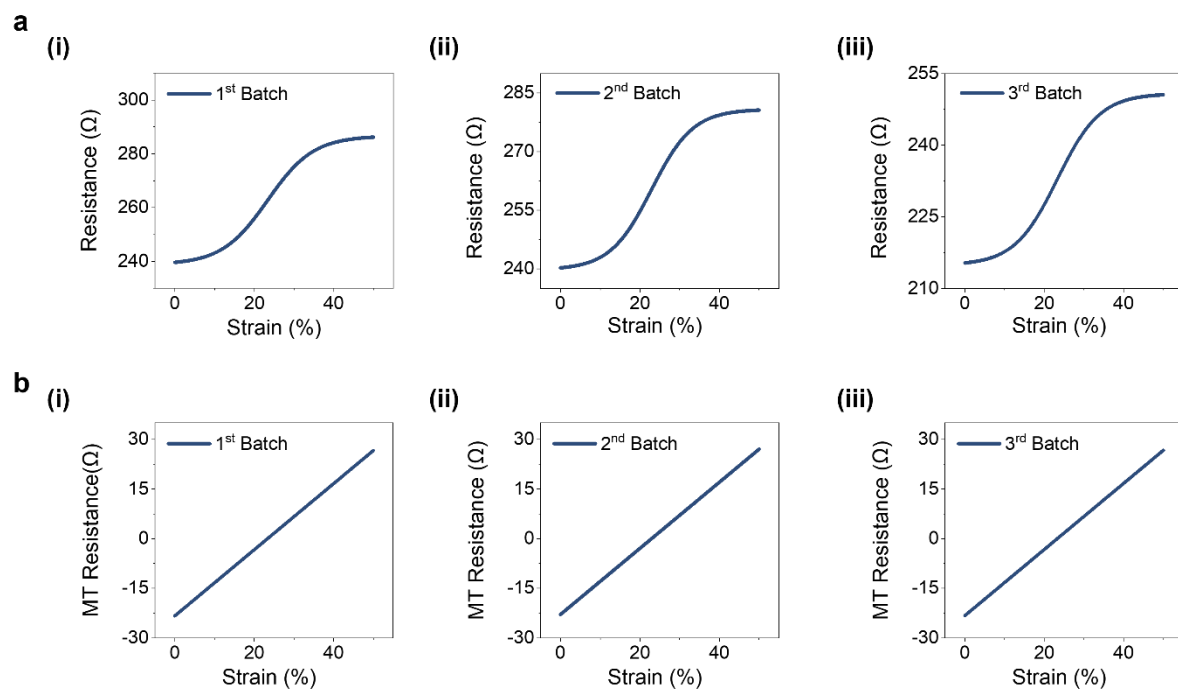 a
(i)
(ii)
(iii)
1st Batch
300
280
260
240
Resistance (Ω)
0 20 40
Strain (%)
2nd Batch
285
270
255
240
Resistance (Ω)
0 20 40
Strain (%)
3rd Batch
255
240
225
210
Resistance (Ω)
0 20 40
Strain (%)
b
(i)
(ii)
(iii)
1st Batch
30
15
0
-15
-30
MT Resistance(Ω)
0 20 40
Strain (%)
2nd Batch
30
15
0
-15
-30
MT Resistance (Ω)
0 20 40
Strain (%)
3rd Batch
30
15
0
-15
-30
MT Resistance (Ω)
0 20 40
Strain (%)